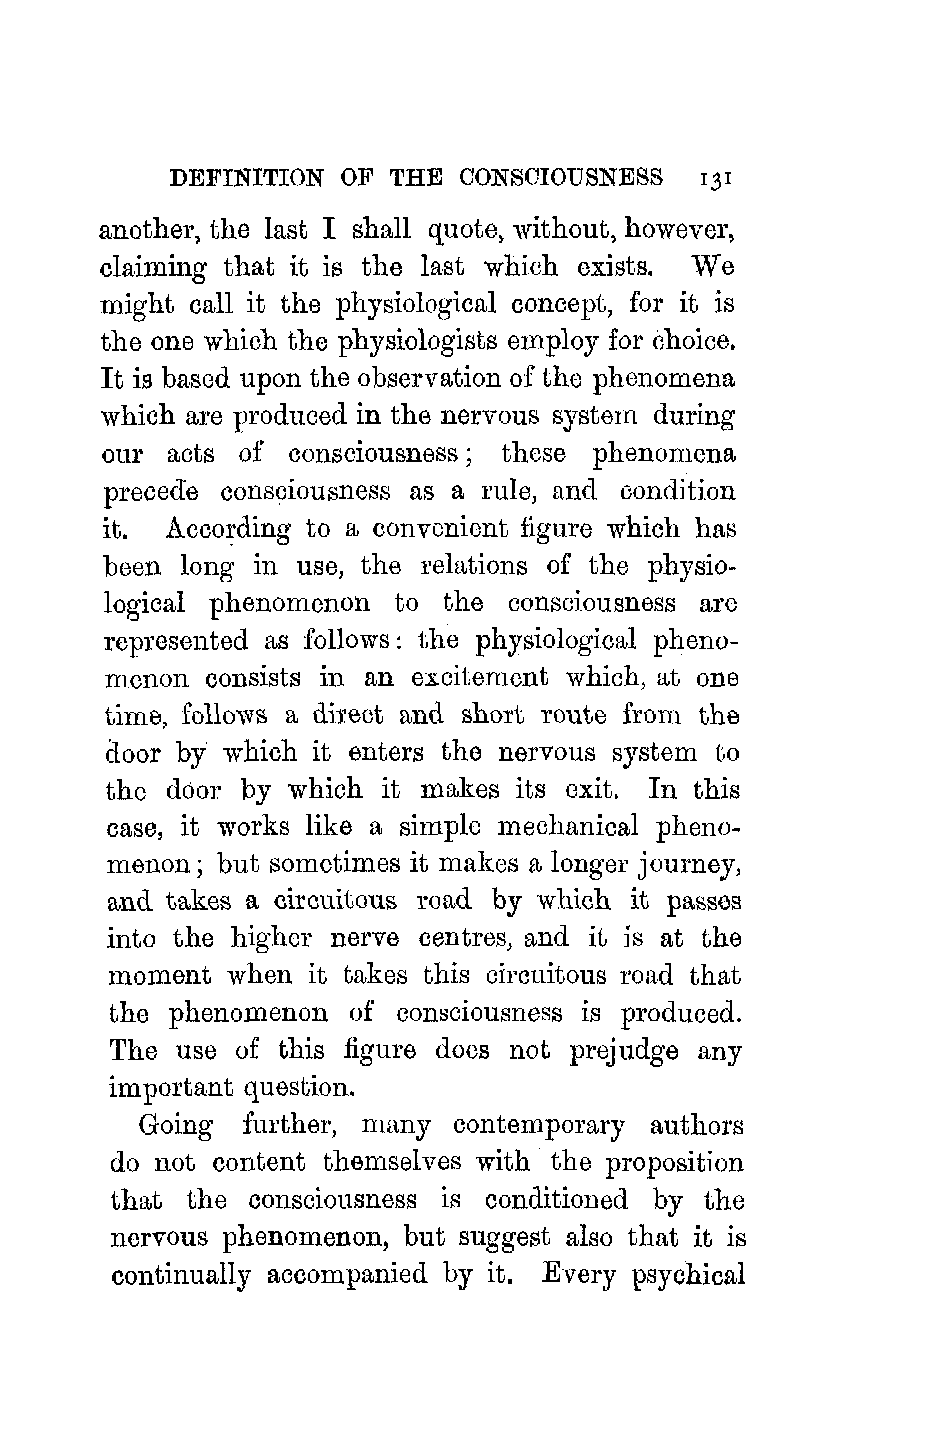 DEFINITION OF THE CONSCIOUSNESS 131
another, the last I shall quote, without, however,
claiming that it is the last which exists. We
might call it the physiological concept, for it is
the one which the physiologists employ for choice.
It is based upon the observation of the phenomena
which are produced in the nervous system during
our acts of consciousness; these phenomena
precede consciousness as a rule, and condition
it. According to a convenient figure which has
been long in use, the relations of the physio-
logical phenomenon to the consciousness are
represented as follows: the physiological pheno-
menon consists in an excitement which, at one
time, follows a direct and short route from the
door by which it enters the nervous system to
the door by which it makes its exit. In this
case, it works like a simple mechanical pheno-
menon; but sometimes it makes a longer journey,
and takes a circuitous road by which it passes
into the higher nerve centres, and it is at the
moment when it takes this circuitous road that
the phenomenon of consciousness is produced.
The use of this figure does not prejudge any
important question.
Going further, many contemporary authors
do not content themselves with the proposition
that the consciousness is conditioned by the
nervous phenomenon, but suggest also that it is
continually accompanied by it. Every psychical